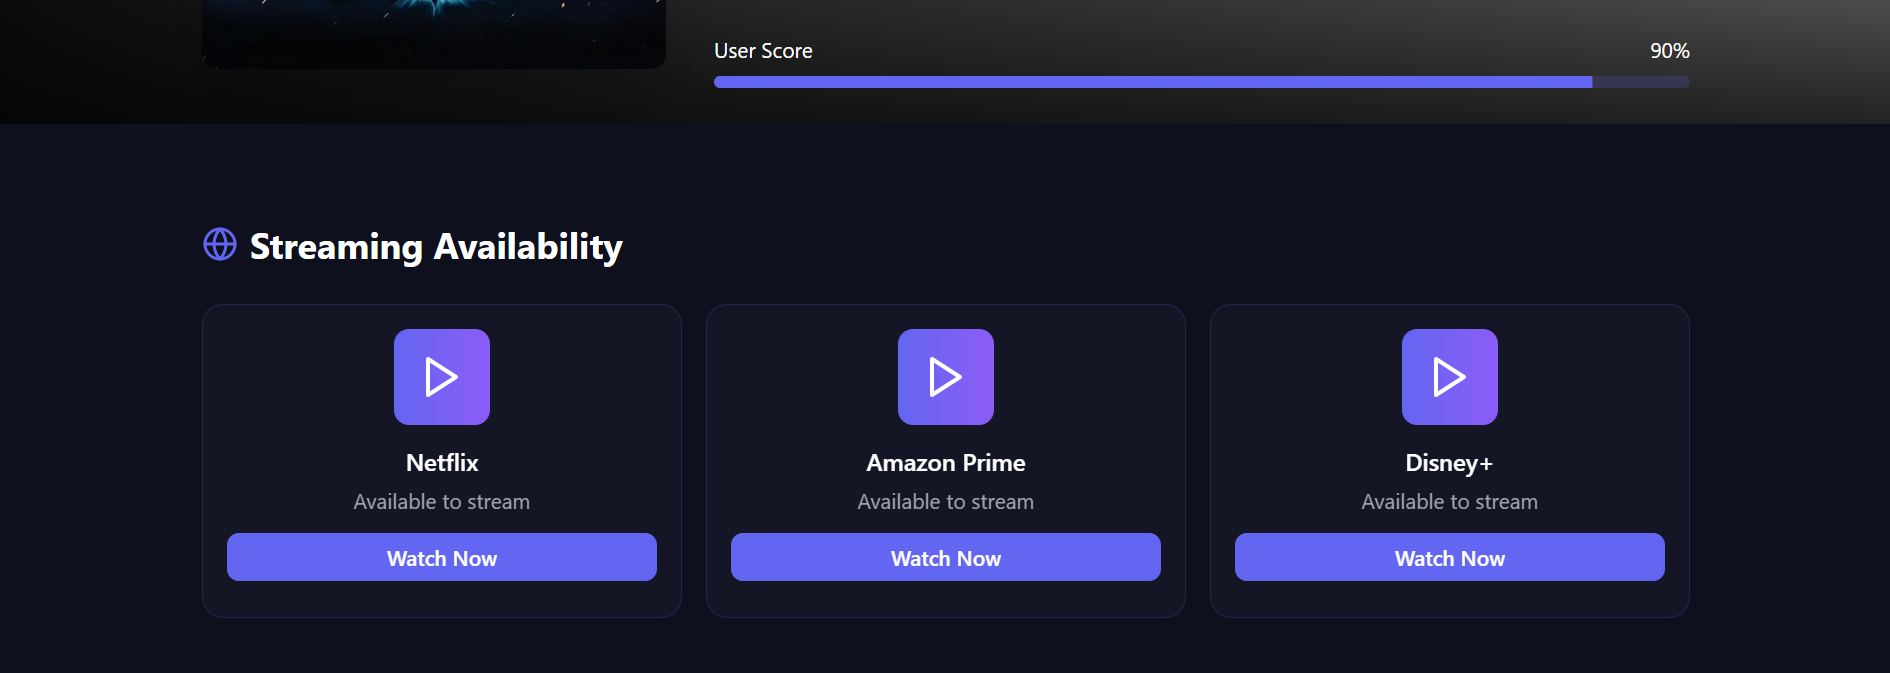 User Score
90%
Streaming Availability
Netflix
Available to stream
Watch Now
Amazon Prime
Available to stream
Watch Now
Disney+
Available to stream
Watch Now